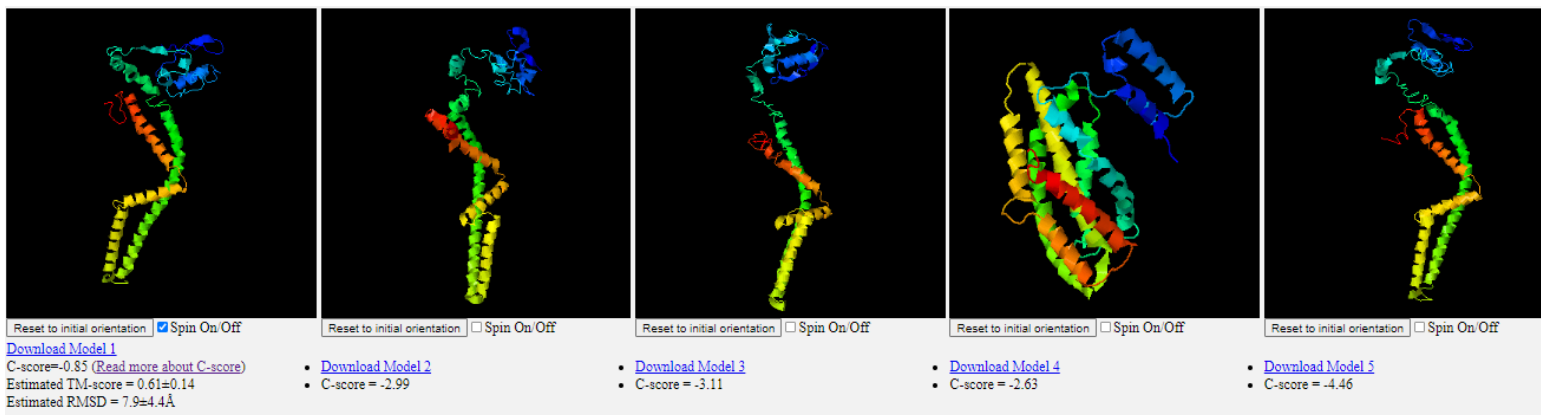 Reset to initial orientation Spin On/Off
Download Model 1
C-score=-0.85 (Read more about C-score)
Estimated TM-score = 0.61±0.14
Estimated RMSD = 7.9±4.4Å
Reset to initial orientation Spin On/Off
Download Model 2
C-score = -2.99
Reset to initial orientation Spin On/Off
Download Model 3
C-score = -3.11
Reset to initial orientation Spin On/Off
Download Model 4
C-score = -2.63
Reset to initial orientation Spin On/Off
Download Model 5
C-score = -4.46